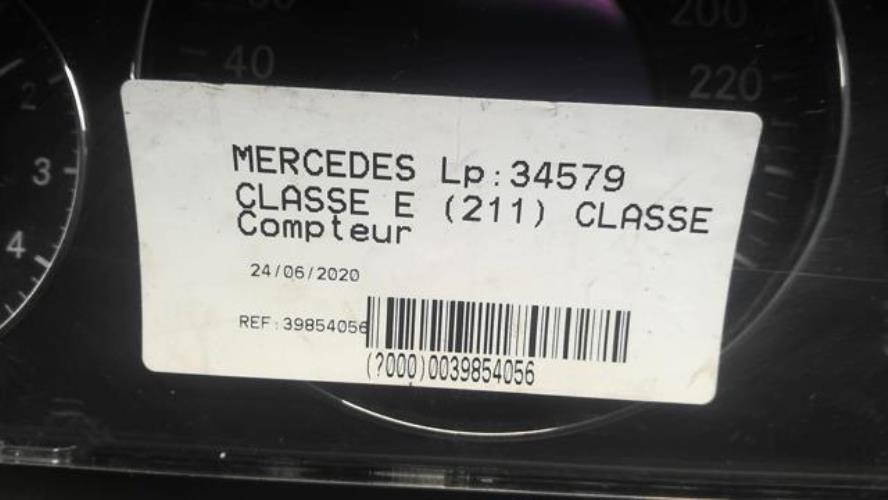 60
200
40
220
2
3
4
MERCEDES Lp:34579
CLASSE E (211) CLASSE
Compteur
24/06/2020
REF:39854056
(?000)0039854056